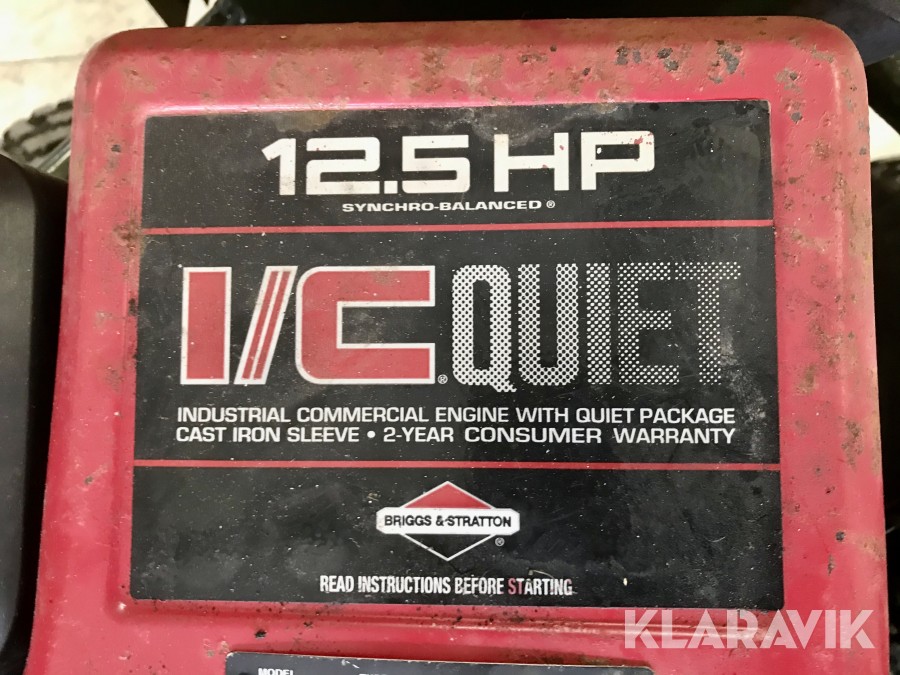 12.5 HP
SYNCHRO-BALANCED ®
I/C® QUIET
INDUSTRIAL COMMERCIAL ENGINE WITH QUIET PACKAGE
CAST IRON SLEEVE • 2-YEAR CONSUMER WARRANTY
BRIGGS & STRATTON ®
READ INSTRUCTIONS BEFORE STARTING
KLARAVIK
MODEL